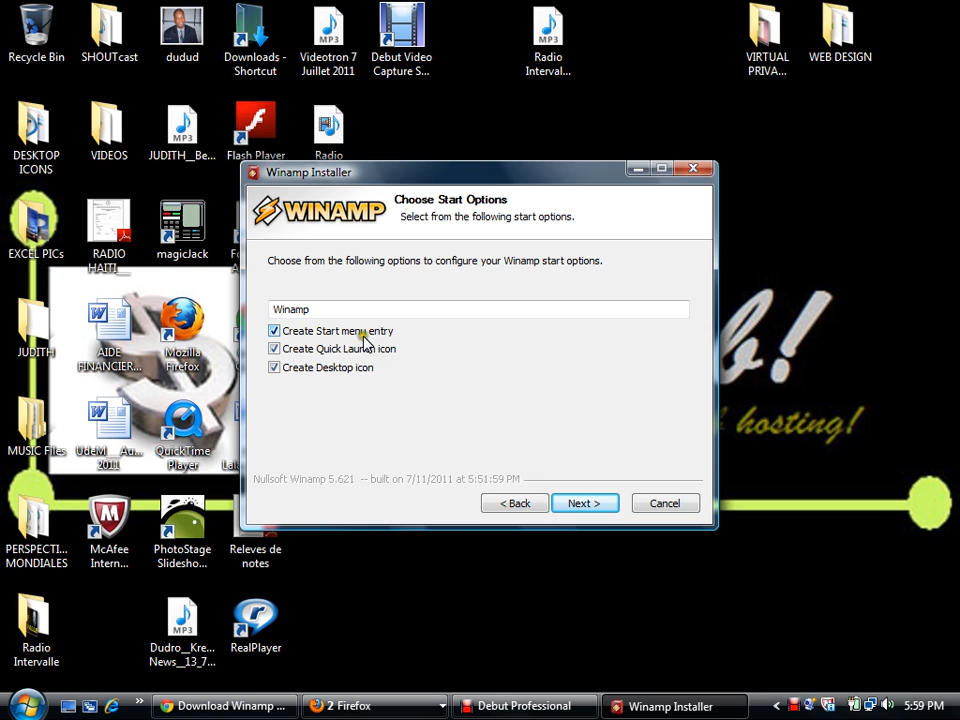 Recycle Bin
SHOUTcast
dudud
Downloads -
Shortcut
Videotron 7
Juillet 2011
Debut Video
Capture S...
Radio
Interval...
VIRTUAL
PRIVA...
WEB DESIGN
DESKTOP
ICONS
VIDEOS
JUDITH__Be...
Flash Player
Radio
EXCEL PICs
RADIO
HAITI__
magicJack
JUDITH
AIDE
FINANCIER...
Mozilla
Firefox
MUSIC Files
UdeM__Au...
2011
QuickTime
Player
PERSPECTI...
MONDIALES
McAfee
Intern...
PhotoStage
Slidesho...
Releves de
notes
Radio
Intervalle
Dudro__Kre...
News__13_7...
RealPlayer
b!
hosting!
Winamp Installer
WINAMP
Choose Start Options
Select from the following start options.
Choose from the following options to configure your Winamp start options.
Winamp
Create Start menu entry
Create Quick Launch icon
Create Desktop icon
Nullsoft Winamp 5.621 -- built on 7/11/2011 at 5:51:59 PM
< Back
Next >
Cancel
Download Winamp ...
2 Firefox
Debut Professional
Winamp Installer
5:59 PM